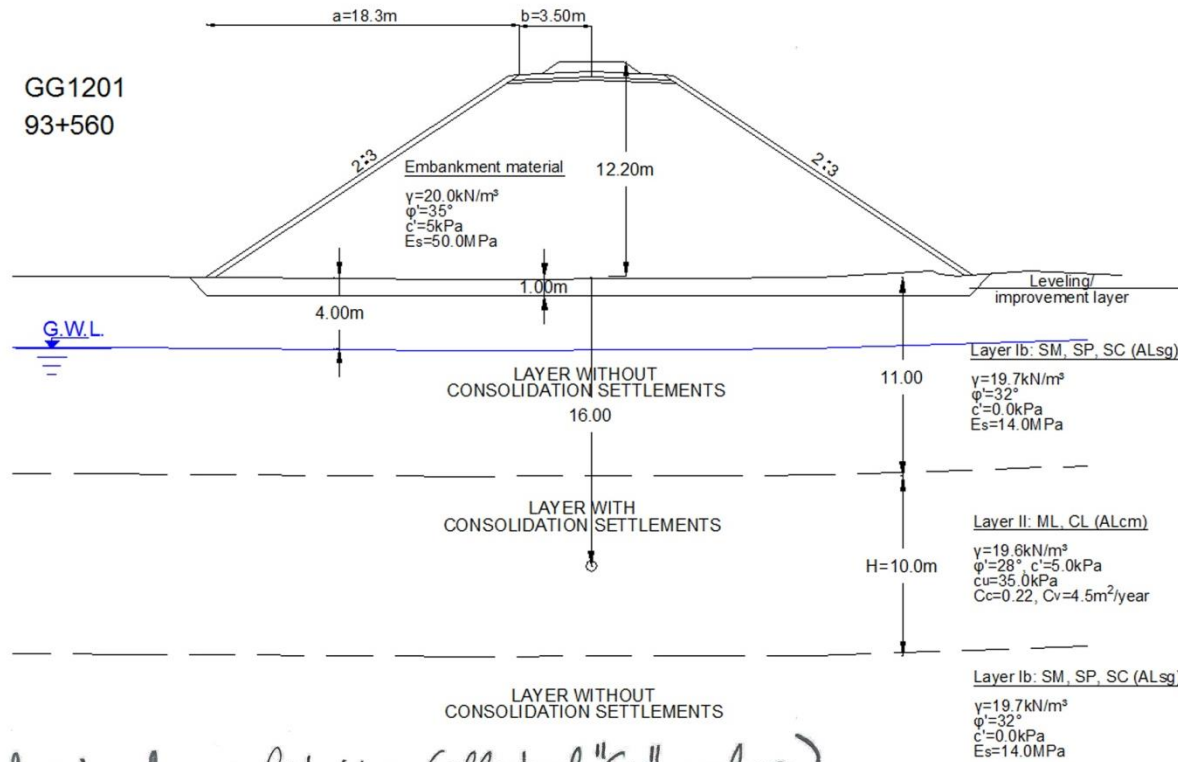 a=18.3m
b=3.50m
GG1201
93+560
2:3
2:3
Embankment material
γ=20.0kN/m³
φ'=35°
c'=5kPa
Es=50.0MPa
12.20m
1.00m
4.00m
Leveling/
improvement layer
G.W.L.
LAYER WITHOUT
CONSOLIDATION SETTLEMENTS
16.00
11.00
Layer Ib: SM, SP, SC (ALsg)
γ=19.7kN/m³
φ'=32°
c'=0.0kPa
Es=14.0MPa
LAYER WITH
CONSOLIDATION SETTLEMENTS
H=10.0m
Layer II: ML, CL (ALcm)
γ=19.6kN/m³
φ'=28°, c'=5.0kPa
cu=35.0kPa
Cc=0.22, Cv=4.5m²/year
LAYER WITHOUT
CONSOLIDATION SETTLEMENTS
Layer Ib: SM, SP, SC (ALsg)
γ=19.7kN/m³
φ'=32°
c'=0.0kPa
Es=14.0MPa